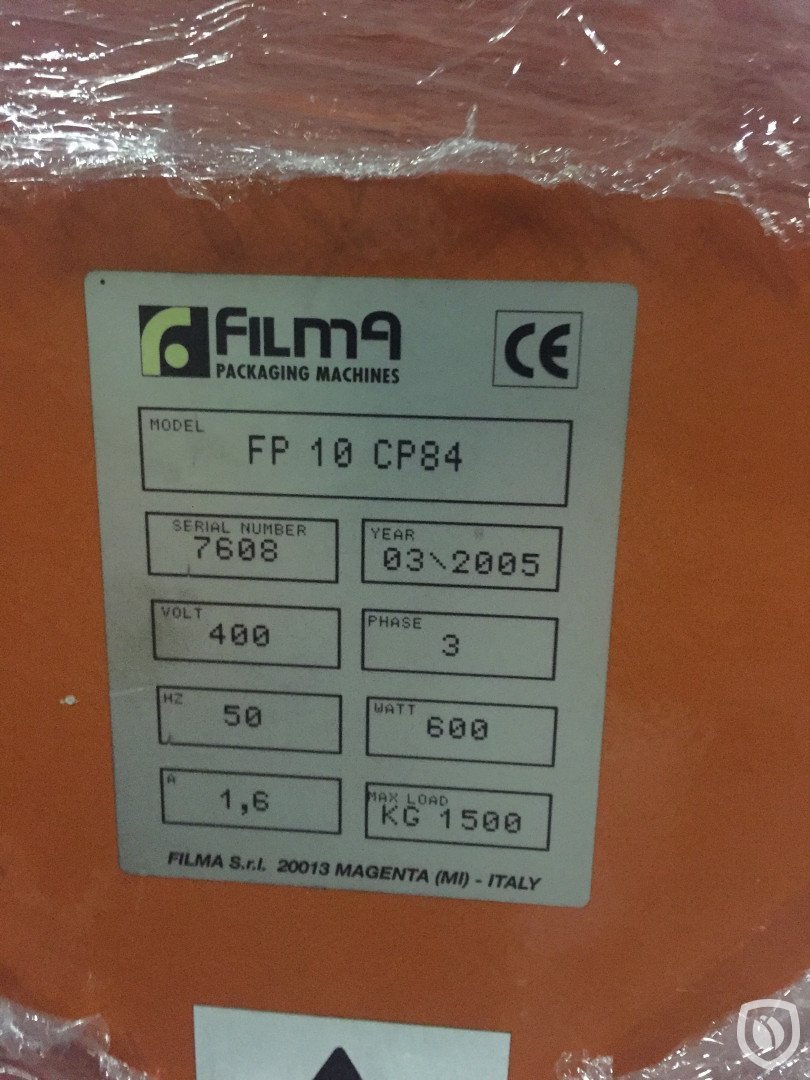 FILMA
PACKAGING MACHINES
CE
MODEL
FP 10 CP84
SERIAL NUMBER
7608
YEAR
03\2005
VOLT
400
PHASE
3
HZ
50
WATT
600
A
1,6
MAX LOAD
KG 1500
FILMA S.r.l. 20013 MAGENTA (MI) - ITALY